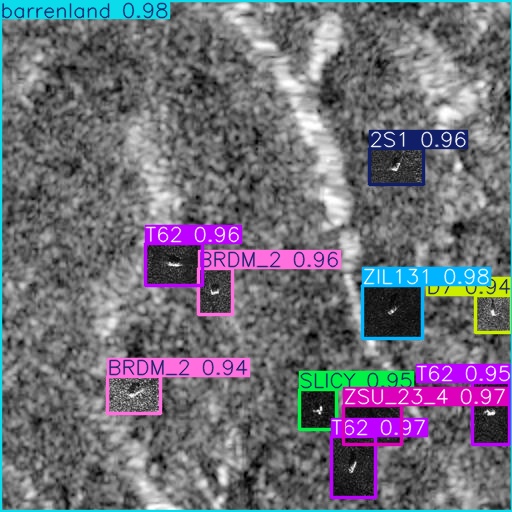 barrenland 0.98
2S1 0.96
T62 0.96
BRDM_2 0.96
ZIL131 0.98
D7 0.94
BRDM_2 0.94
SLICY 0.95
T62 0.95
ZSU_23_4 0.97
T62 0.97